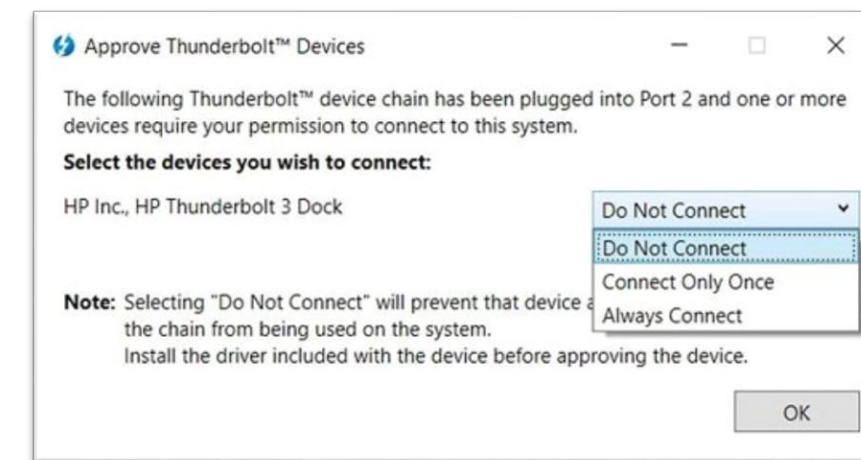 Approve Thunderbolt™ Devices
The following Thunderbolt™ device chain has been plugged into Port 2 and one or more
devices require your permission to connect to this system.
Select the devices you wish to connect:
HP Inc., HP Thunderbolt 3 Dock
Do Not Connect
Do Not Connect
Connect Only Once
Always Connect
Note: Selecting "Do Not Connect" will prevent that device
the chain from being used on the system.
Install the driver included with the device before approving the device.
OK